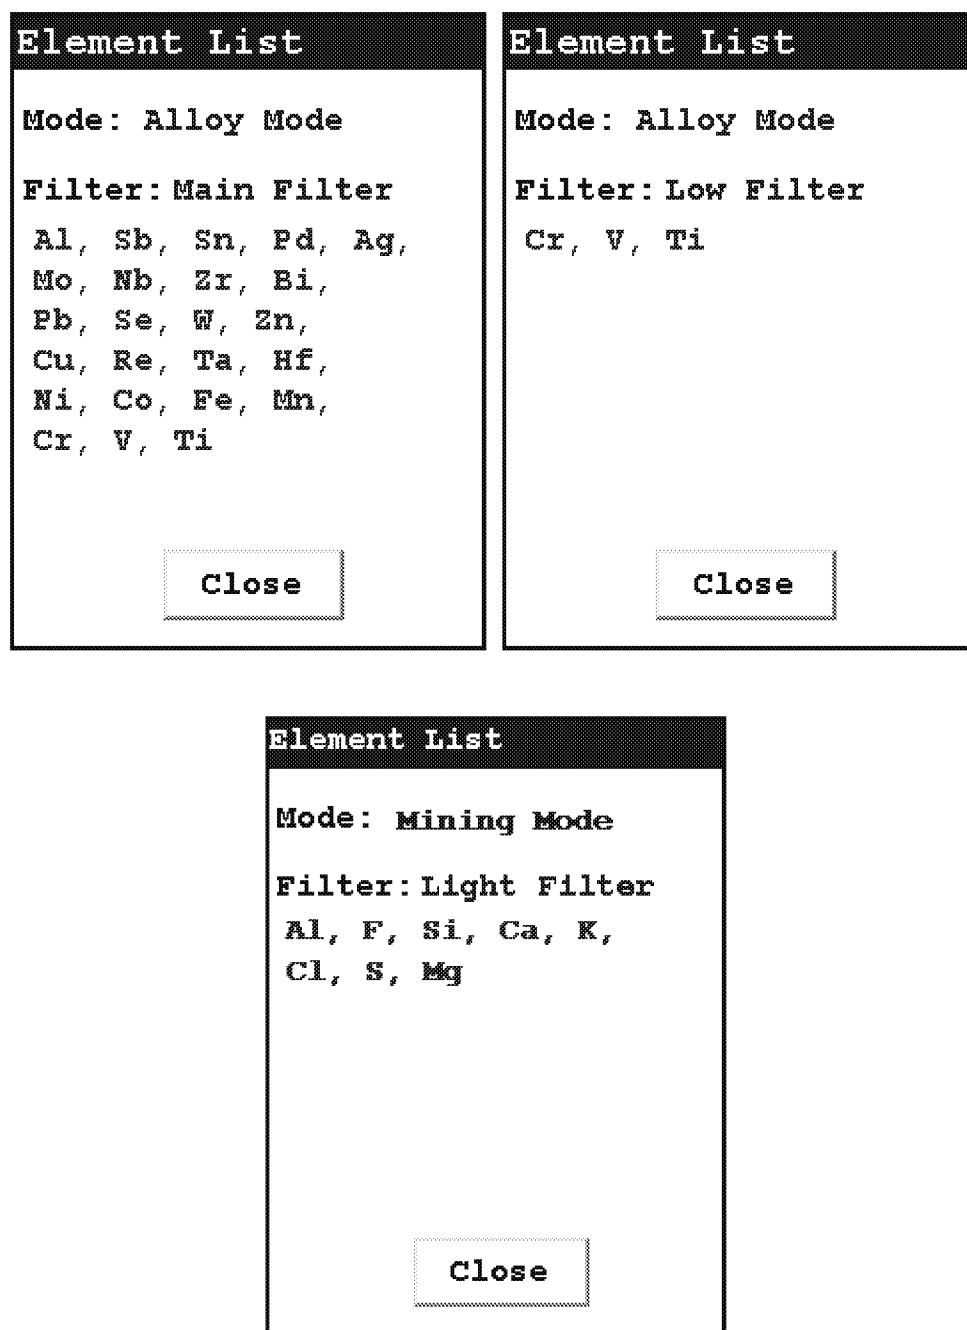 Element List
Mode: Alloy Mode
Filter: Main Filter
Al, Sb, Sn, Pd, Ag,
Mo, Nb, Zr, Bi,
Pb, Se, W, Zn,
Cu, Re, Ta, Hf,
Ni, Co, Fe, Mn,
Cr, V, Ti
Close
Element List
Mode: Alloy Mode
Filter: Low Filter
Cr, V, Ti
Close
Element List
Mode: Mining Mode
Filter: Light Filter
Al, F, Si, Ca, K,
Cl, S, Mg
Close